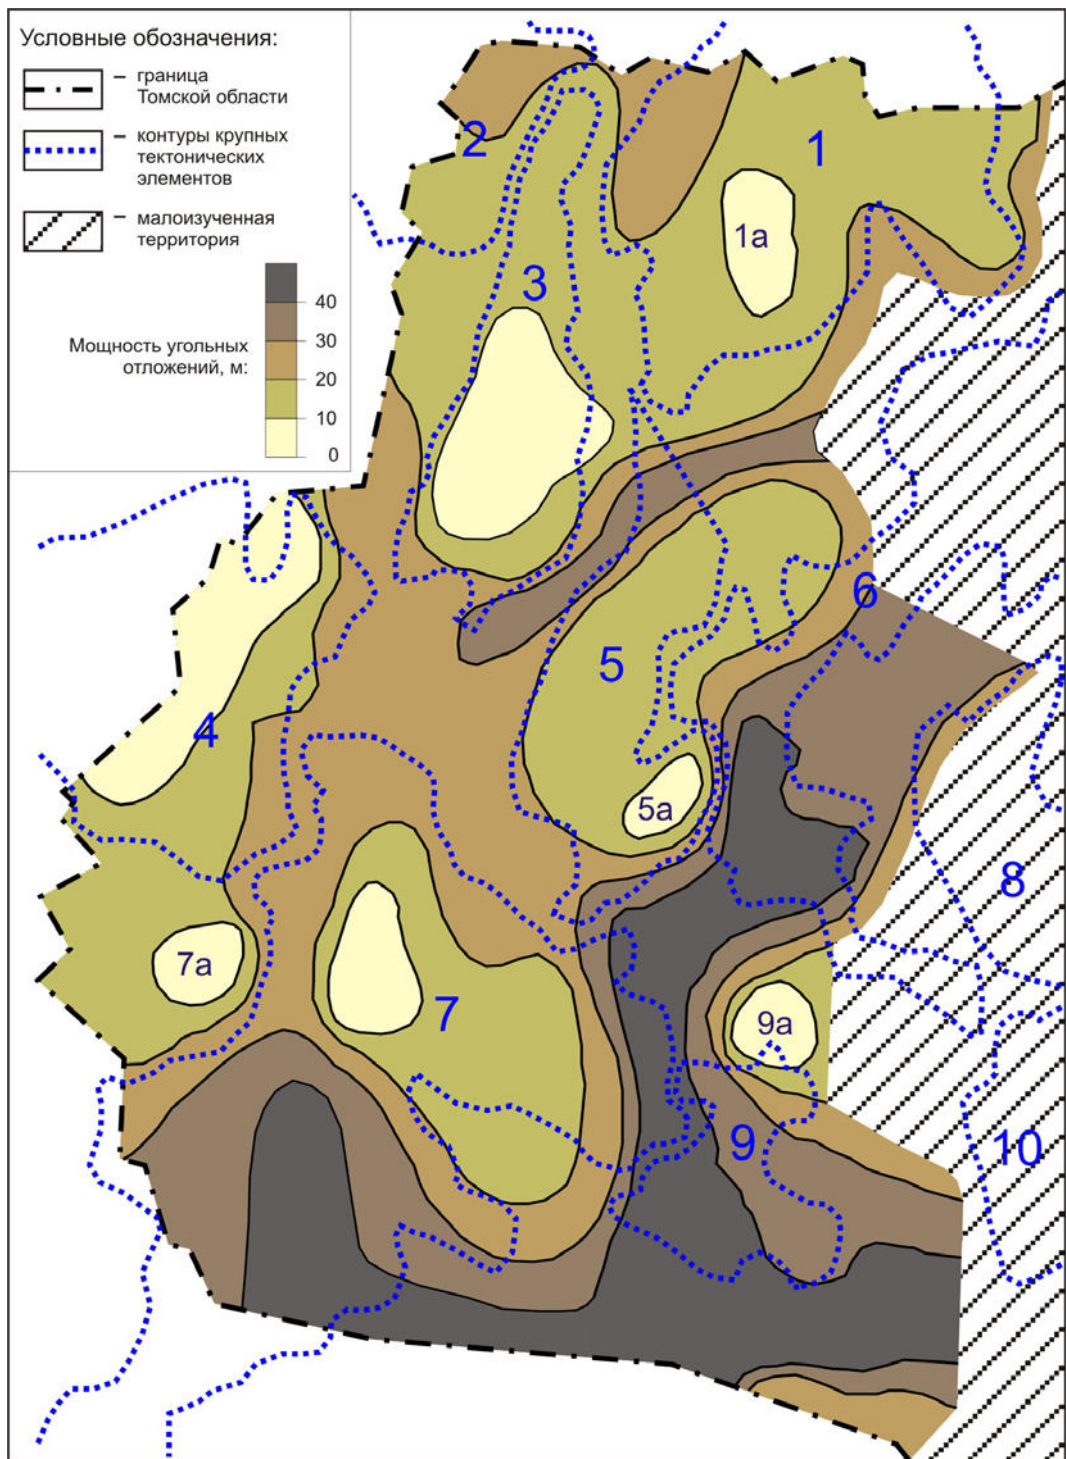 Условные обозначения:
– граница
Томской области
– контуры крупных
тектонических
элементов
– малоизученная
территория
40
30
Мощность угольных
отложений, м:
20
10
0
2
1
1а
3
6
5
4
5а
8
7а
7
9а
9
10